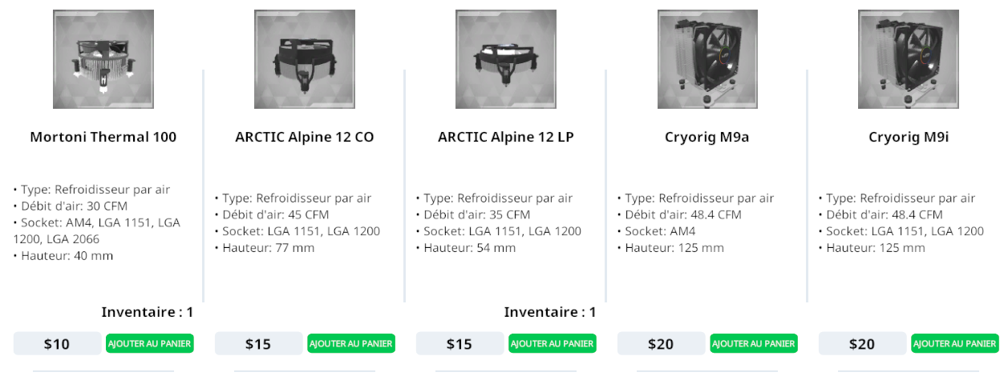 Mortoni Thermal 100
• Type: Refroidisseur par air
• Débit d'air: 30 CFM
• Socket: AM4, LGA 1151, LGA
1200, LGA 2066
• Hauteur: 40 mm
Inventaire : 1
$10
AJOUTER AU PANIER
ARCTIC Alpine 12 CO
• Type: Refroidisseur par air
• Débit d'air: 45 CFM
• Socket: LGA 1151, LGA 1200
• Hauteur: 77 mm
$15
AJOUTER AU PANIER
ARCTIC Alpine 12 LP
• Type: Refroidisseur par air
• Débit d'air: 35 CFM
• Socket: LGA 1151, LGA 1200
• Hauteur: 54 mm
Inventaire : 1
$15
AJOUTER AU PANIER
Cryorig M9a
• Type: Refroidisseur par air
• Débit d'air: 48.4 CFM
• Socket: AM4
• Hauteur: 125 mm
$20
AJOUTER AU PANIER
Cryorig M9i
• Type: Refroidisseur par air
• Débit d'air: 48.4 CFM
• Socket: LGA 1151, LGA 1200
• Hauteur: 125 mm
$20
AJOUTER AU PANIER